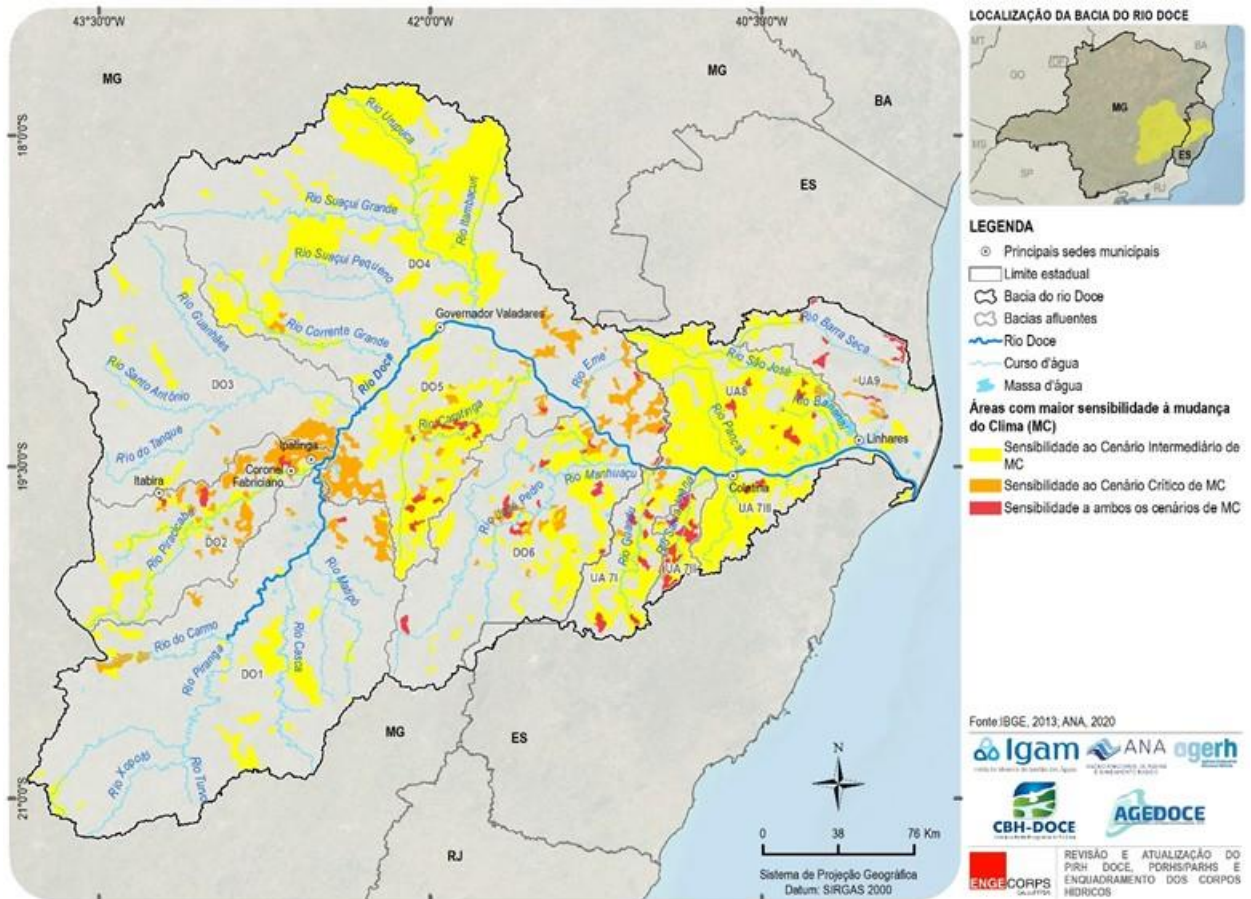 43°30'0"W
42°0'0"W
40°30'0"W
18°0'0"S
19°30'0"S
21°0'0"S
MG
MG
BA
ES
MG
ES
RJ
Rio Urupuca
Rio Itambacuri
Rio Suaçuí Grande
Rio Suaçuí Pequeno
DO4
Rio Corrente Grande
Rio Guanhães
Rio Santo Antônio
DO3
Rio do Tanque
Governador Valadares
Rio Doce
DO5
Rio Caratinga
Rio Eme
Rio Barra Seca
Rio São José
UA8
UA9
Rio Pancas
Linhares
Ipatinga
Coronel
Fabriciano
Itabira
Rio Piracicaba
DO2
Rio Manhuaçu
DO6
Colatina
UA 7III
UA 7I
UA 7II
Rio Guandu
Rio Matipó
Rio do Carmo
Rio Piranga
Rio Casca
DO1
Rio Xopotó
Rio Turvo
N
0 38 76 Km
Sistema de Projeção Geográfica
Datum: SIRGAS 2000
LOCALIZAÇÃO DA BACIA DO RIO DOCE
MT
GO
DF
BA
MG
MS
ES
SP
RJ
LEGENDA
Principais sedes municipais
Limite estadual
Bacia do rio Doce
Bacias afluentes
Rio Doce
Curso d'água
Massa d'água
Áreas com maior sensibilidade à mudança
do Clima (MC)
Sensibilidade ao Cenário Intermediário de
MC
Sensibilidade ao Cenário Crítico de MC
Sensibilidade a ambos os cenários de MC
Fonte:IBGE, 2013; ANA, 2020
Igam
ANA
agerh
CBH-DOCE
AGEDOCE
ENGECORPS
REVISÃO E ATUALIZAÇÃO DO
PIRH DOCE, PDRHS/PARHS E
ENQUADRAMENTO DOS CORPOS
HIDRICOS